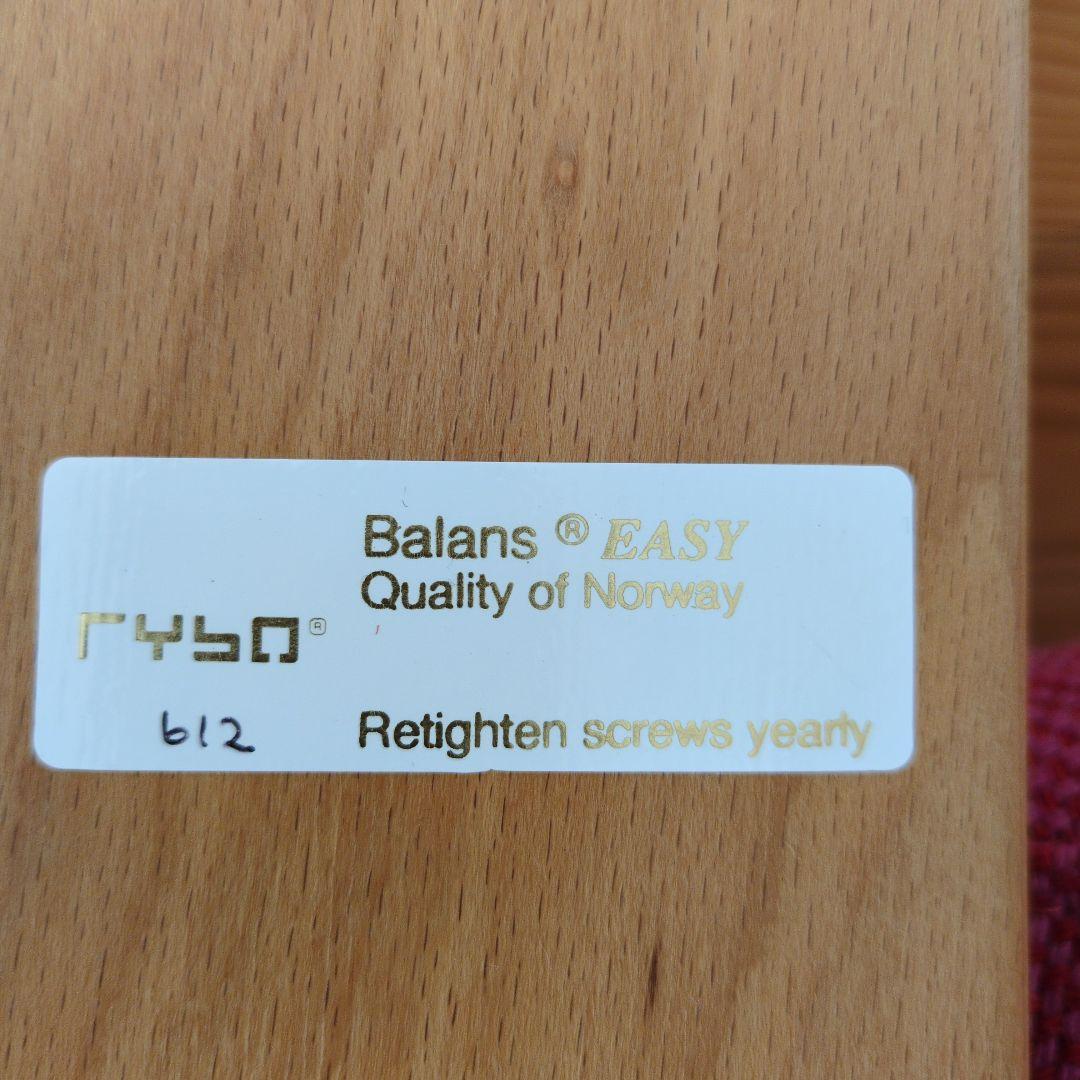 Balans ® EASY
Quality of Norway
rybo ®
612
Retighten screws yearly